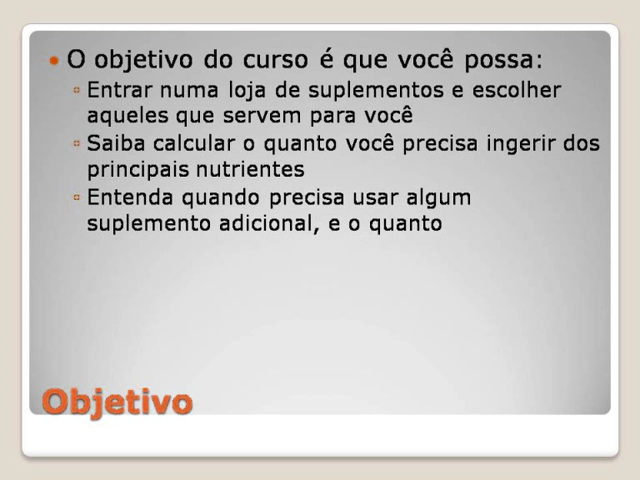 O objetivo do curso é que você possa:
Entrar numa loja de suplementos e escolher
aqueles que servem para você
Saiba calcular o quanto você precisa ingerir dos
principais nutrientes
Entenda quando precisa usar algum
suplemento adicional, e o quanto
Objetivo